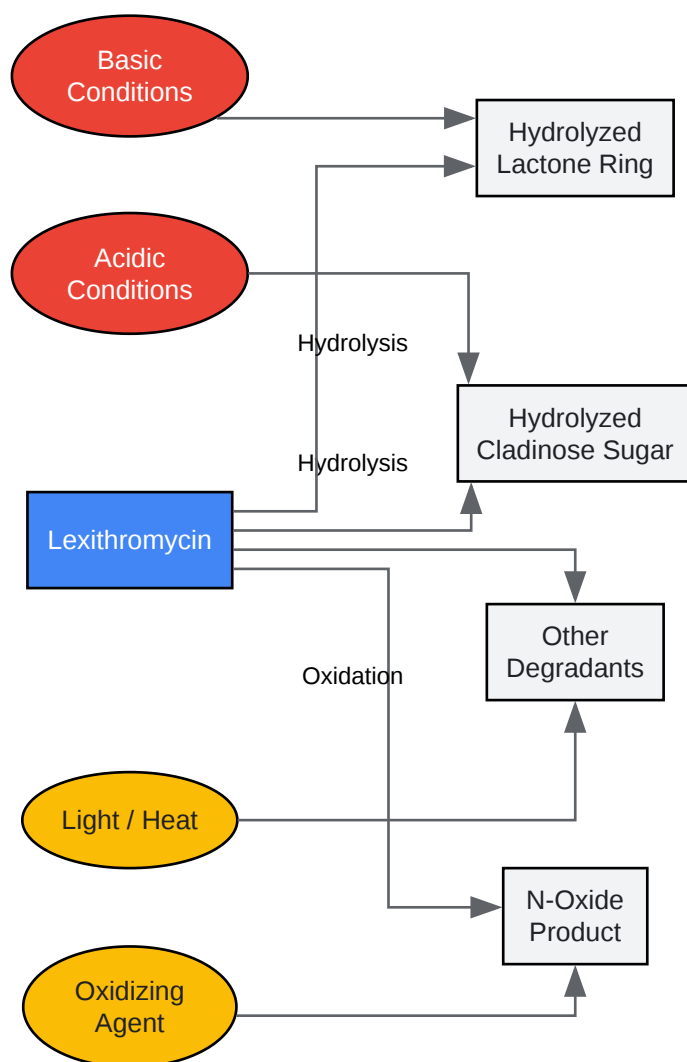 Basic
Conditions
Hydrolyzed
Lactone Ring
Acidic
Conditions
Hydrolysis
Hydrolyzed
Cladinose Sugar
Hydrolysis
Lexithromycin
Other
Degradants
Oxidation
Light / Heat
N-Oxide
Product
Oxidizing
Agent